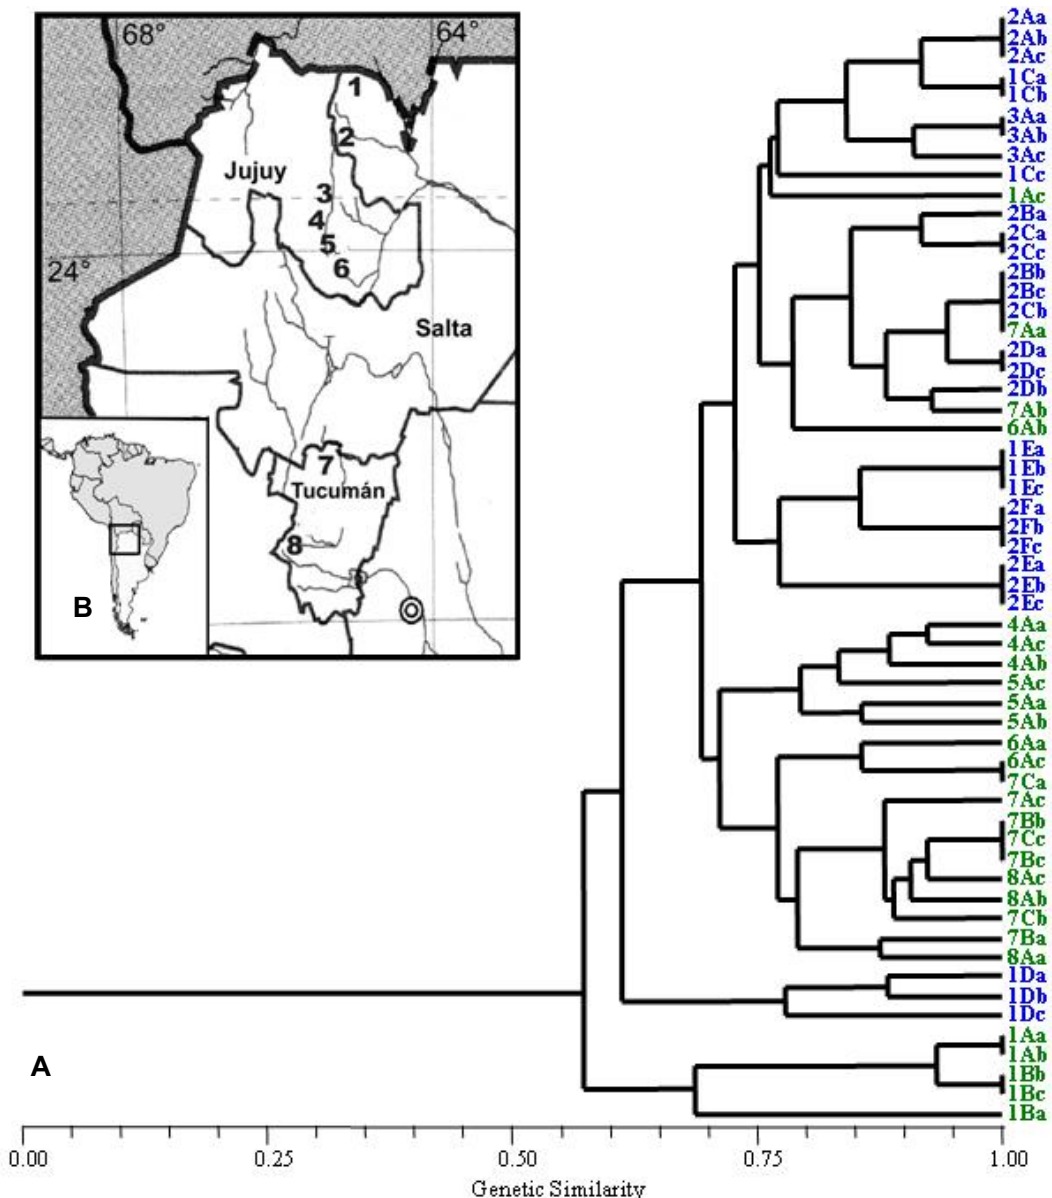 68° 64°
1
2
Jujuy
3
4
5
24°
6
Salta
7
Tucumán
8
B
A
2Aa
2Ab
2Ac
1Ca
1Cb
3Aa
3Ab
3Ac
1Cc
1Ac
2Ba
2Ca
2Cc
2Bb
2Bc
2Cb
7Aa
2Da
2Dc
2Db
7Ab
6Ab
1Ea
1Eb
1Ec
2Fa
2Fb
2Fc
2Ea
2Eb
2Ec
4Aa
4Ac
4Ab
5Ac
5Aa
5Ab
6Aa
6Ac
7Ca
7Ac
7Bb
7Cc
7Bc
8Ac
8Ab
7Cb
7Ba
8Aa
1Da
1Db
1Dc
1Aa
1Ab
1Bb
1Bc
1Ba
0.00 0.25 0.50 0.75 1.00
Genetic Similarity